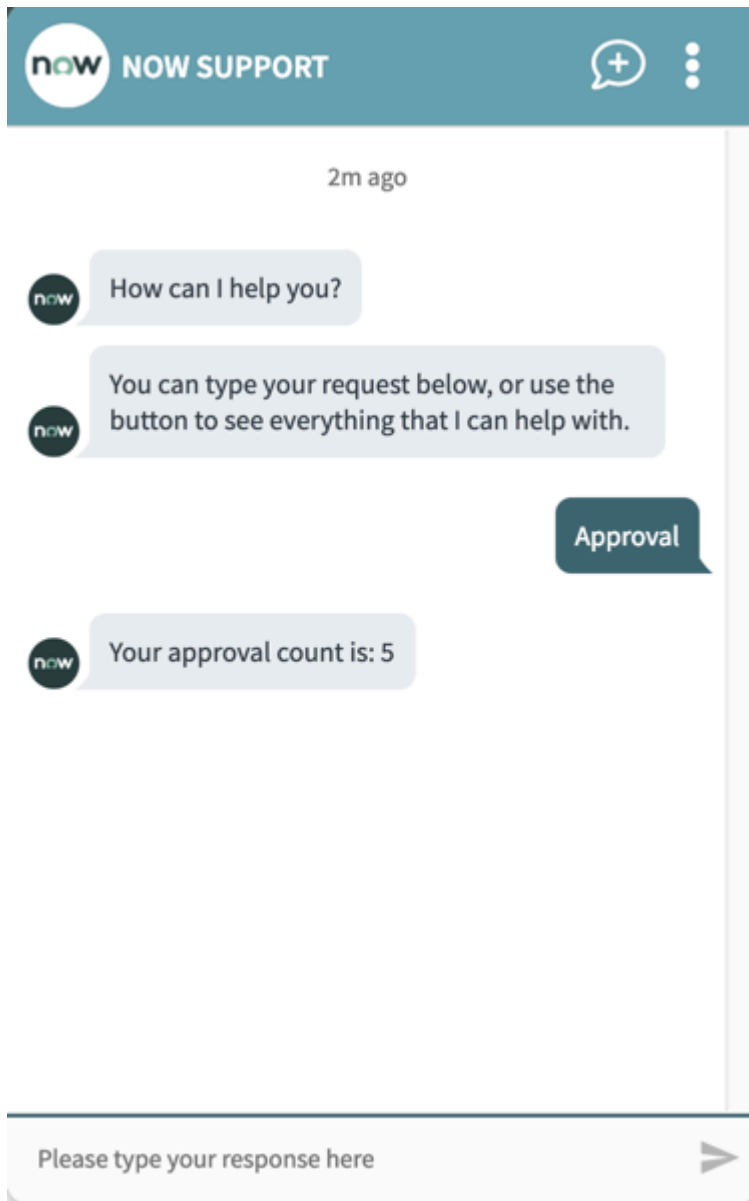 now NOW SUPPORT
2m ago
now How can I help you?
You can type your request below, or use the
now button to see everything that I can help with.
Approval
now Your approval count is: 5
Please type your response here